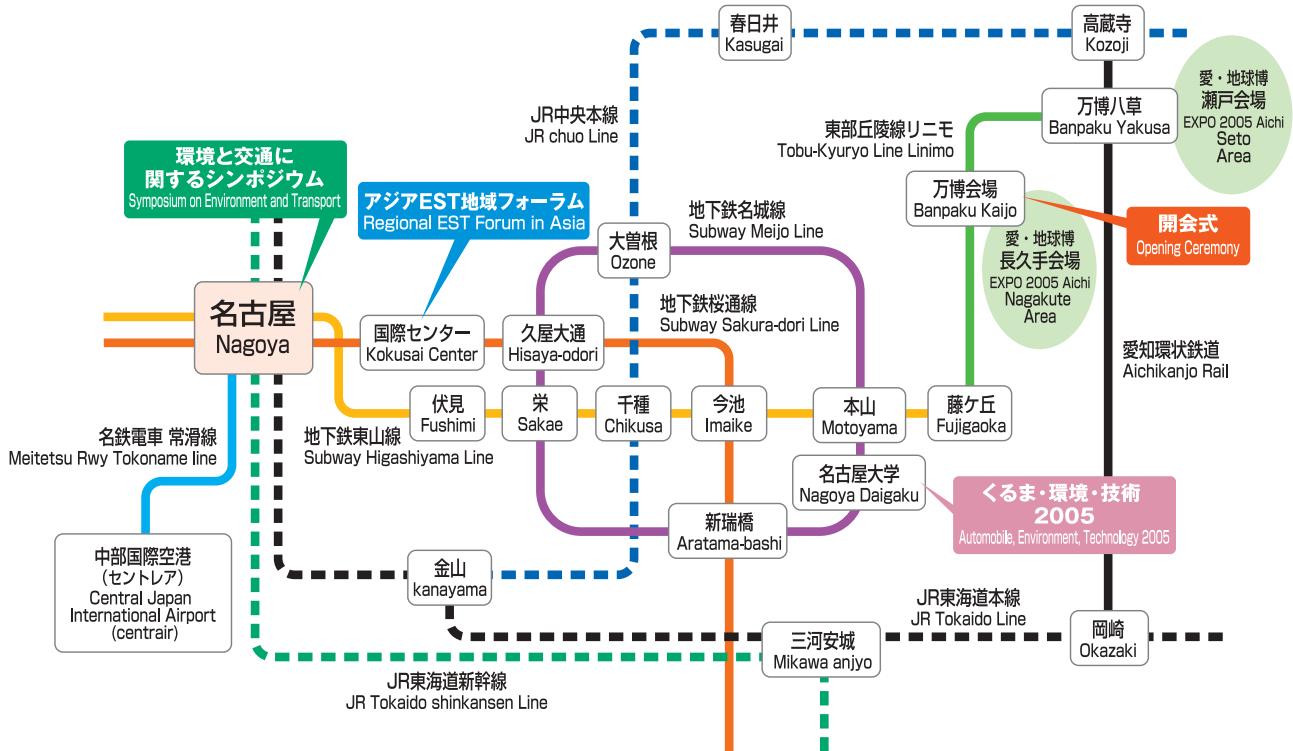 春日井
Kasugai
高蔵寺
Kozoji
愛・地球博
瀬戸会場
EXPO 2005 Aichi
Seto
Area
JR中央本線
JR chuo Line
東部丘陵線リニモ
Tobu-Kyuryo Line Linimo
万博八草
Banpaku Yakusa
環境と交通に
関するシンポジウム
Symposium on Environment and Transport
アジアEST地域フォーラム
Regional EST Forum in Asia
万博会場
Banpaku Kaijo
開会式
Opening Ceremony
地下鉄名城線
Subway Meijo Line
大曽根
Ozone
愛・地球博
長久手会場
EXPO 2005 Aichi
Nagakute
Area
名古屋
Nagoya
国際センター
Kokusai Center
久屋大通
Hisaya-odori
地下鉄桜通線
Subway Sakura-dori Line
愛知環状鉄道
Aichikanjo Rail
伏見
Fushimi
栄
Sakae
千種
Chikusa
今池
Imaike
本山
Motoyama
藤ケ丘
Fujigaoka
名鉄電車 常滑線
Meitetsu Rwy Tokoname line
地下鉄東山線
Subway Higashiyama Line
名古屋大学
Nagoya Daigaku
くるま・環境・技術
2005
Automobile, Environment, Technology 2005
新瑞橋
Aratama-bashi
中部国際空港
（セントレア）
Central Japan
International Airport
(centrair)
金山
kanayama
JR東海道本線
JR Tokaido Line
三河安城
Mikawa anjyo
岡崎
Okazaki
JR東海道新幹線
JR Tokaido shinkansen Line